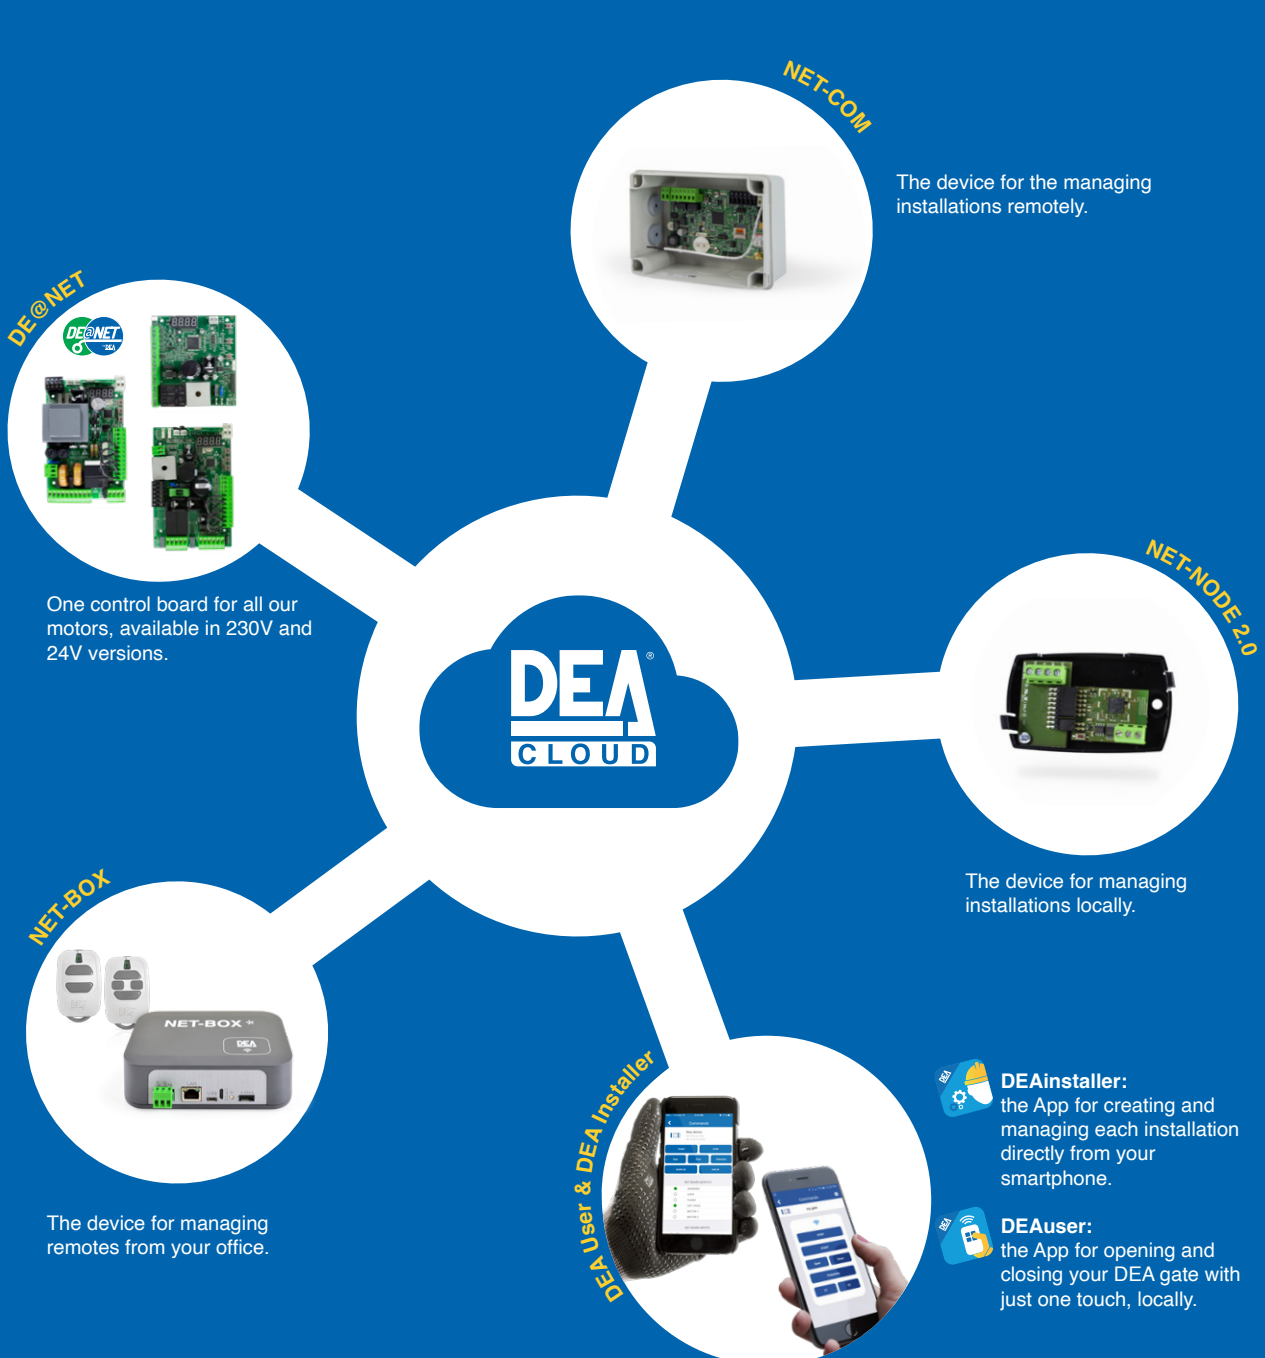 NET-COM
The device for the managing
installations remotely.
DE@NET
DE@NET
DEA
One control board for all our
motors, available in 230V and
24V versions.
DEA®
CLOUD
NET-NODE 2.0
The device for managing
installations locally.
NET-BOX
NET-BOX
DEA
The device for managing
remotes from your office.
DEA User & DEA Installer
Commands
DEA
DEAinstaller:
the App for creating and
managing each installation
directly from your
smartphone.
DEA
DEAuser:
the App for opening and
closing your DEA gate with
just one touch, locally.